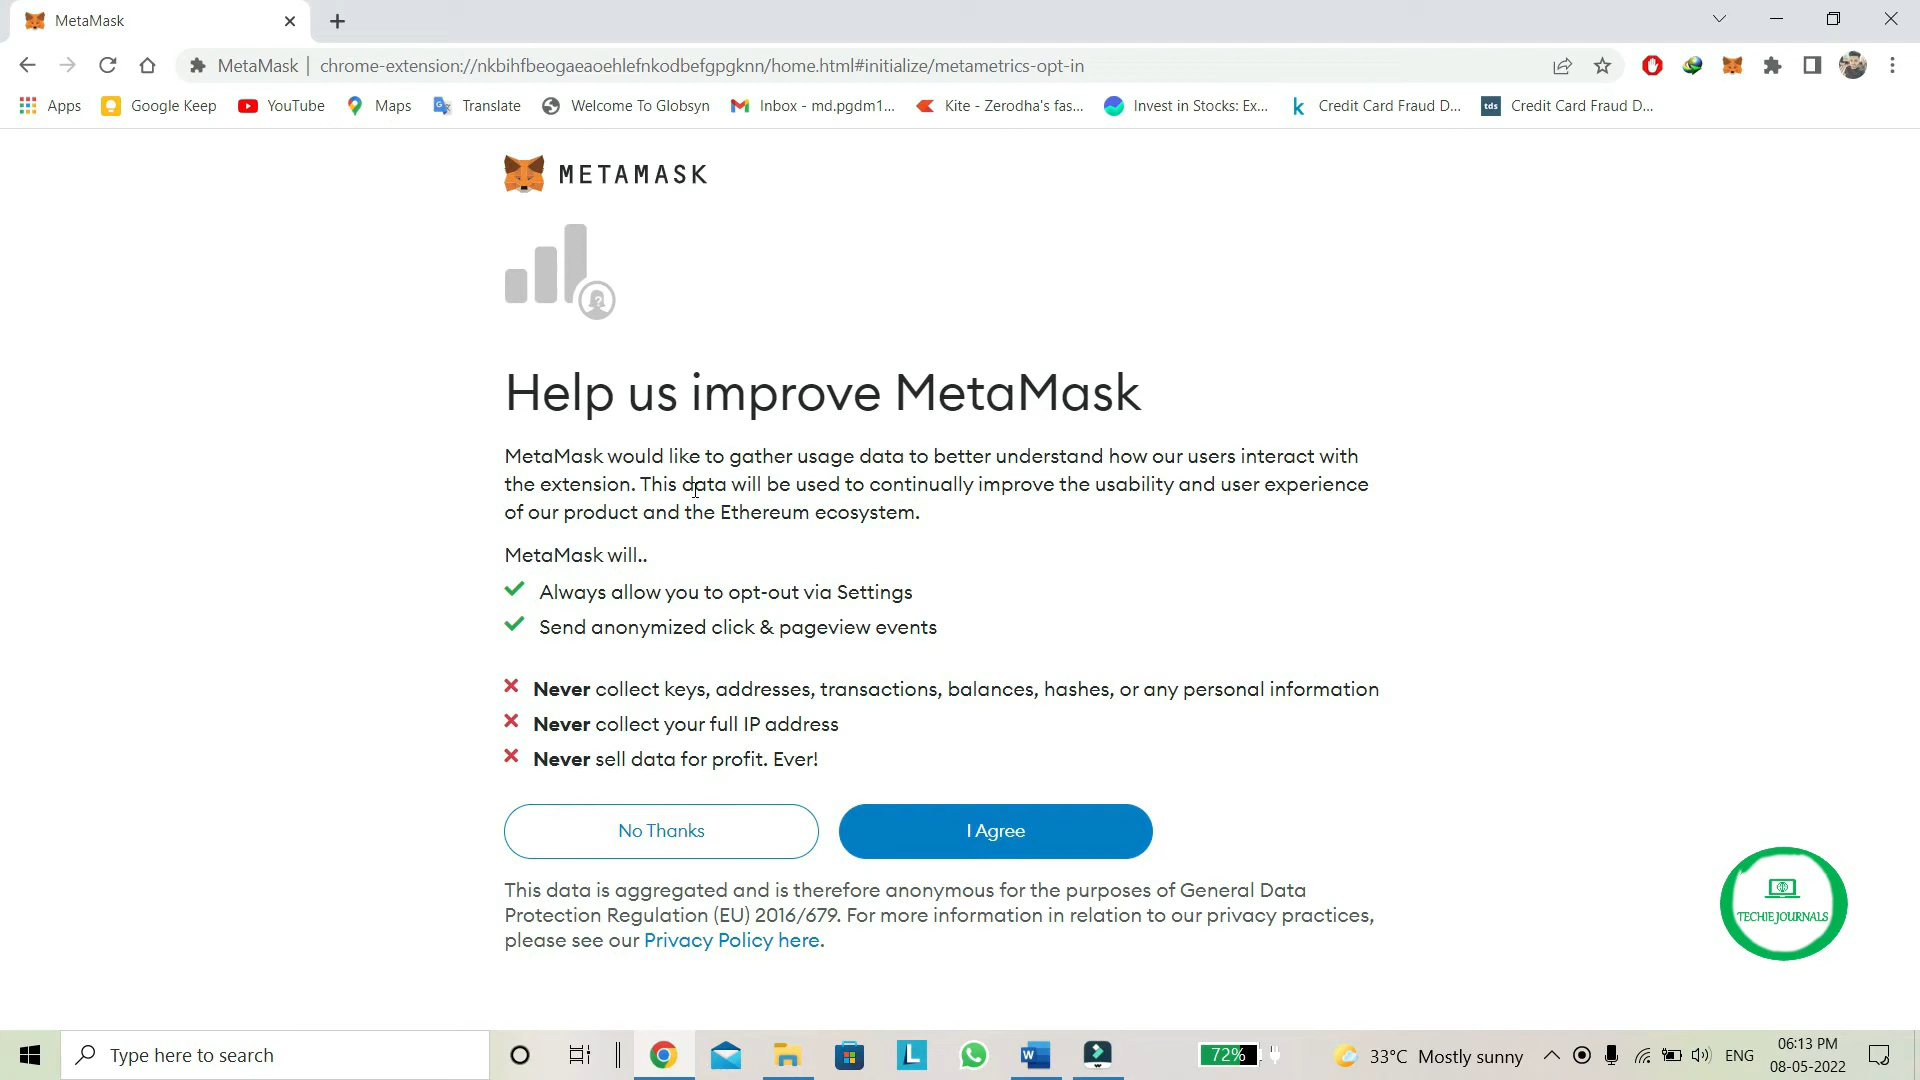 MetaMask
MetaMask | chrome-extension://nkbihfbeogaeaoehlefnkodbefgpgknn/home.html#initialize/metametrics-opt-in
Apps Google Keep YouTube Maps Translate Welcome To Globsyn Inbox - md.pgdm1... Kite - Zerodha's fas... Invest in Stocks: Ex... k Credit Card Fraud D... tds Credit Card Fraud D...
METAMASK
?
Help us improve MetaMask
MetaMask would like to gather usage data to better understand how our users interact with
the extension. This data will be used to continually improve the usability and user experience
of our product and the Ethereum ecosystem.
MetaMask will..
Always allow you to opt-out via Settings
Send anonymized click & pageview events
Never collect keys, addresses, transactions, balances, hashes, or any personal information
Never collect your full IP address
Never sell data for profit. Ever!
No Thanks I Agree
This data is aggregated and is therefore anonymous for the purposes of General Data
Protection Regulation (EU) 2016/679. For more information in relation to our privacy practices,
please see our Privacy Policy here.
TECHIE JOURNALS
Type here to search L W 72% 33°C Mostly sunny ENG
06:13 PM
08-05-2022